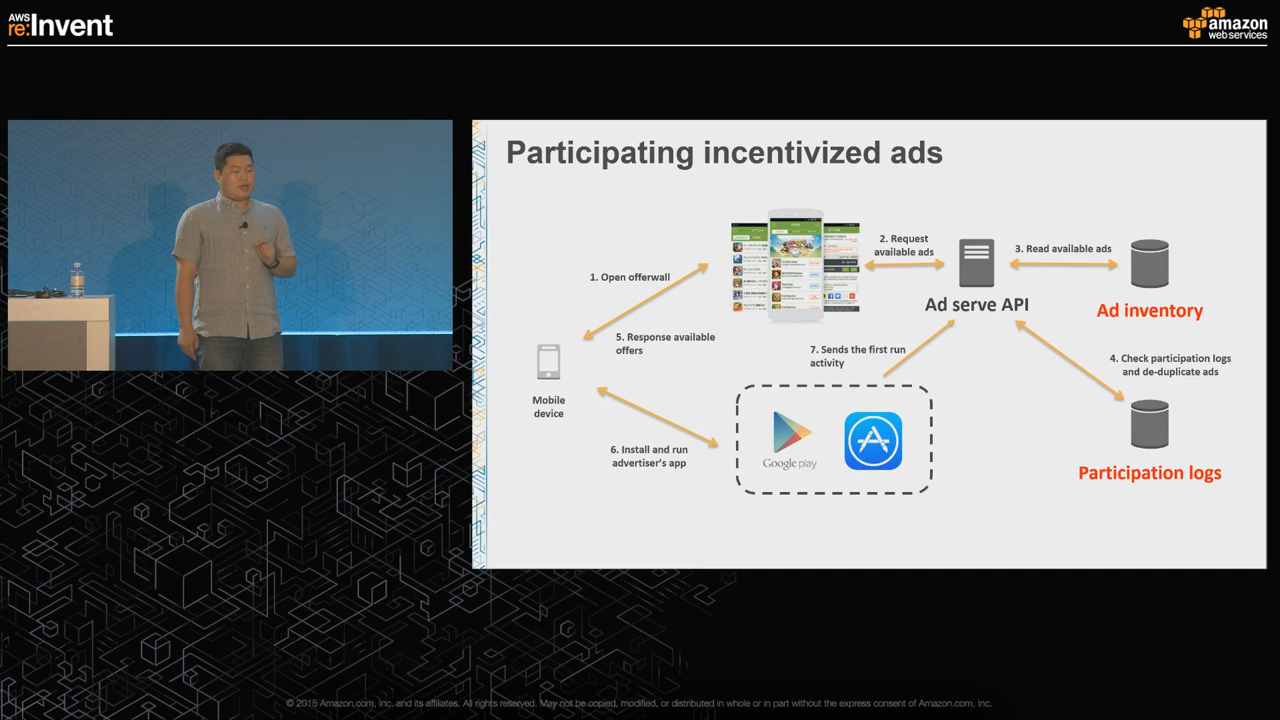 AWS
re:Invent
amazon
web services
Participating incentivized ads
1. Open offerwall
2. Request
available ads
3. Read available ads
Ad serve API
Ad inventory
5. Response available
offers
7. Sends the first run
activity
4. Check participation logs
and de-duplicate ads
Mobile
device
6. Install and run
advertiser's app
Google play
Participation logs
© 2015 Amazon.com, Inc. and its affiliates. All rights reserved. May not be copied, modified, or distributed in whole or in part without the express consent of Amazon.com, Inc.